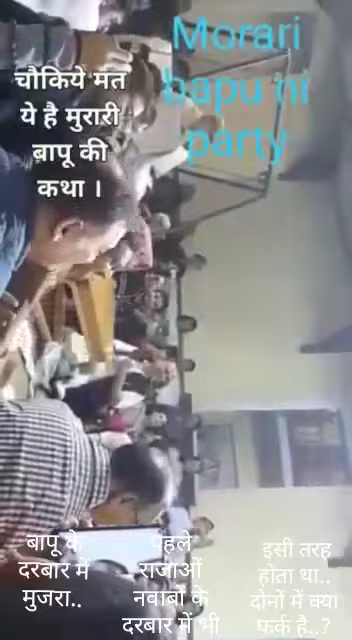 Morari
bapu ni
party
चौकिये मत
ये है मुरारी
बापू की
कथा ।
बापू के
दरबार में
मुजरा..
पहले
राजाओं
नवाबों के
दरबार में भी
इसी तरह
होता था..
दोनों में क्या
फर्क है..?